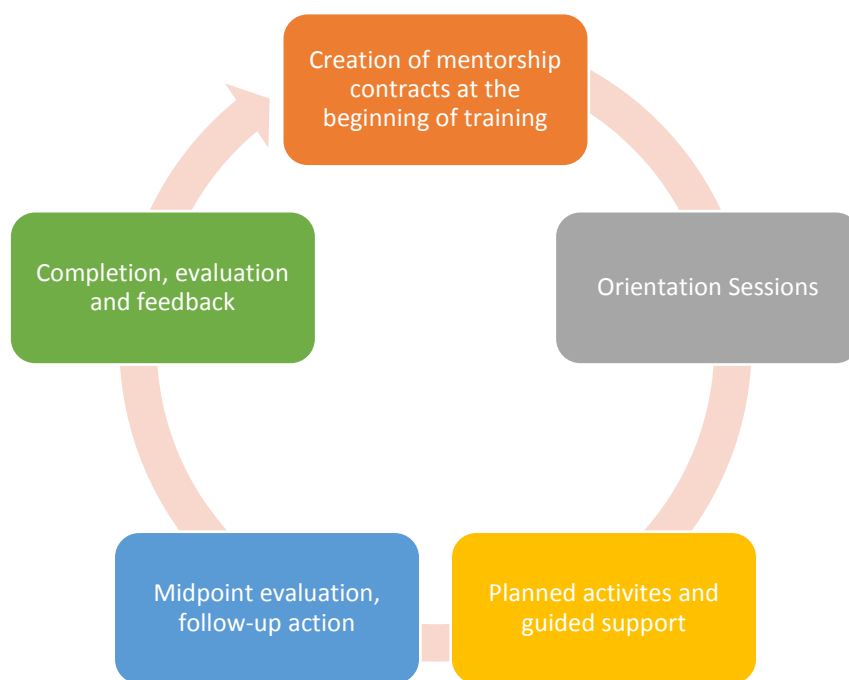 Creation of mentorship
contracts at the
beginning of training
Orientation Sessions
Planned activites and
guided support
Midpoint evaluation,
follow-up action
Completion, evaluation
and feedback